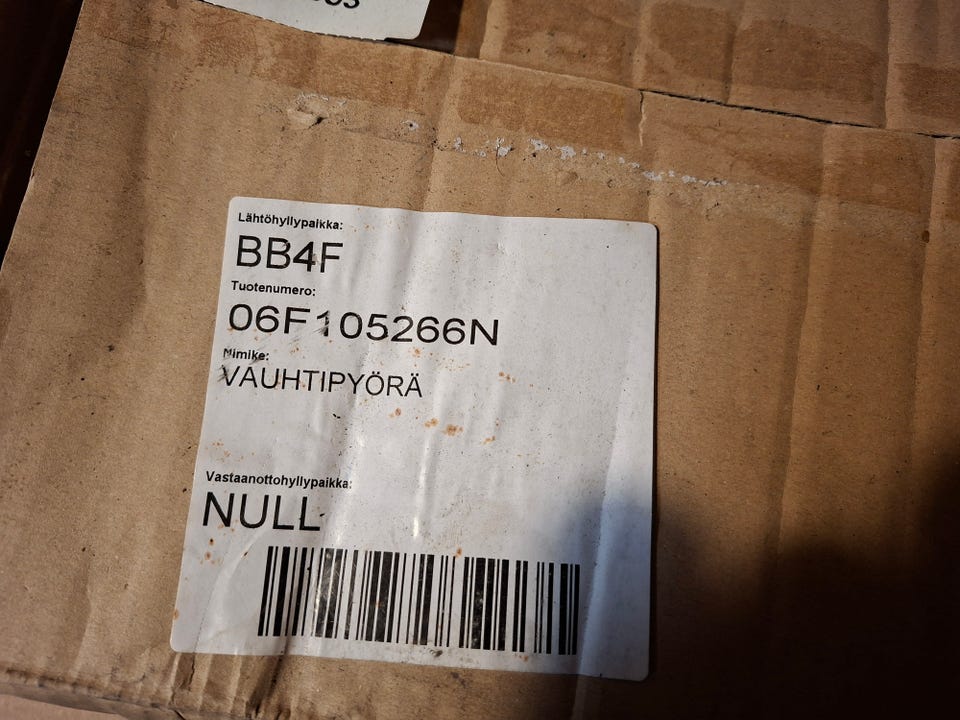 Lähtöhyllypaikka:
BB4F
Tuotenumero:
06F105266N
Nimike:
VAUHTIPYÖRÄ
Vastaanottohyllypaikka:
NULL